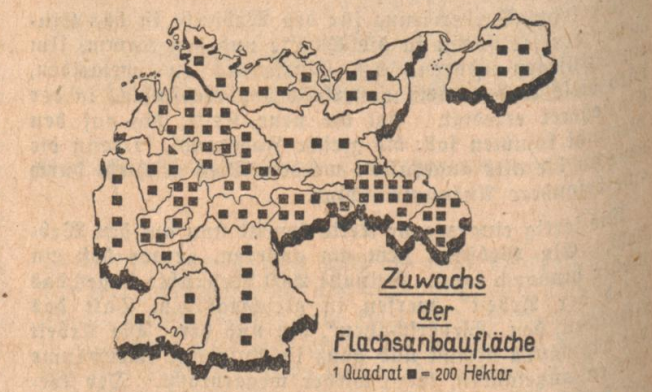 Zuwachs
der
Flachsanbaufläche
1 Quadrat ■ = 200 Hektar